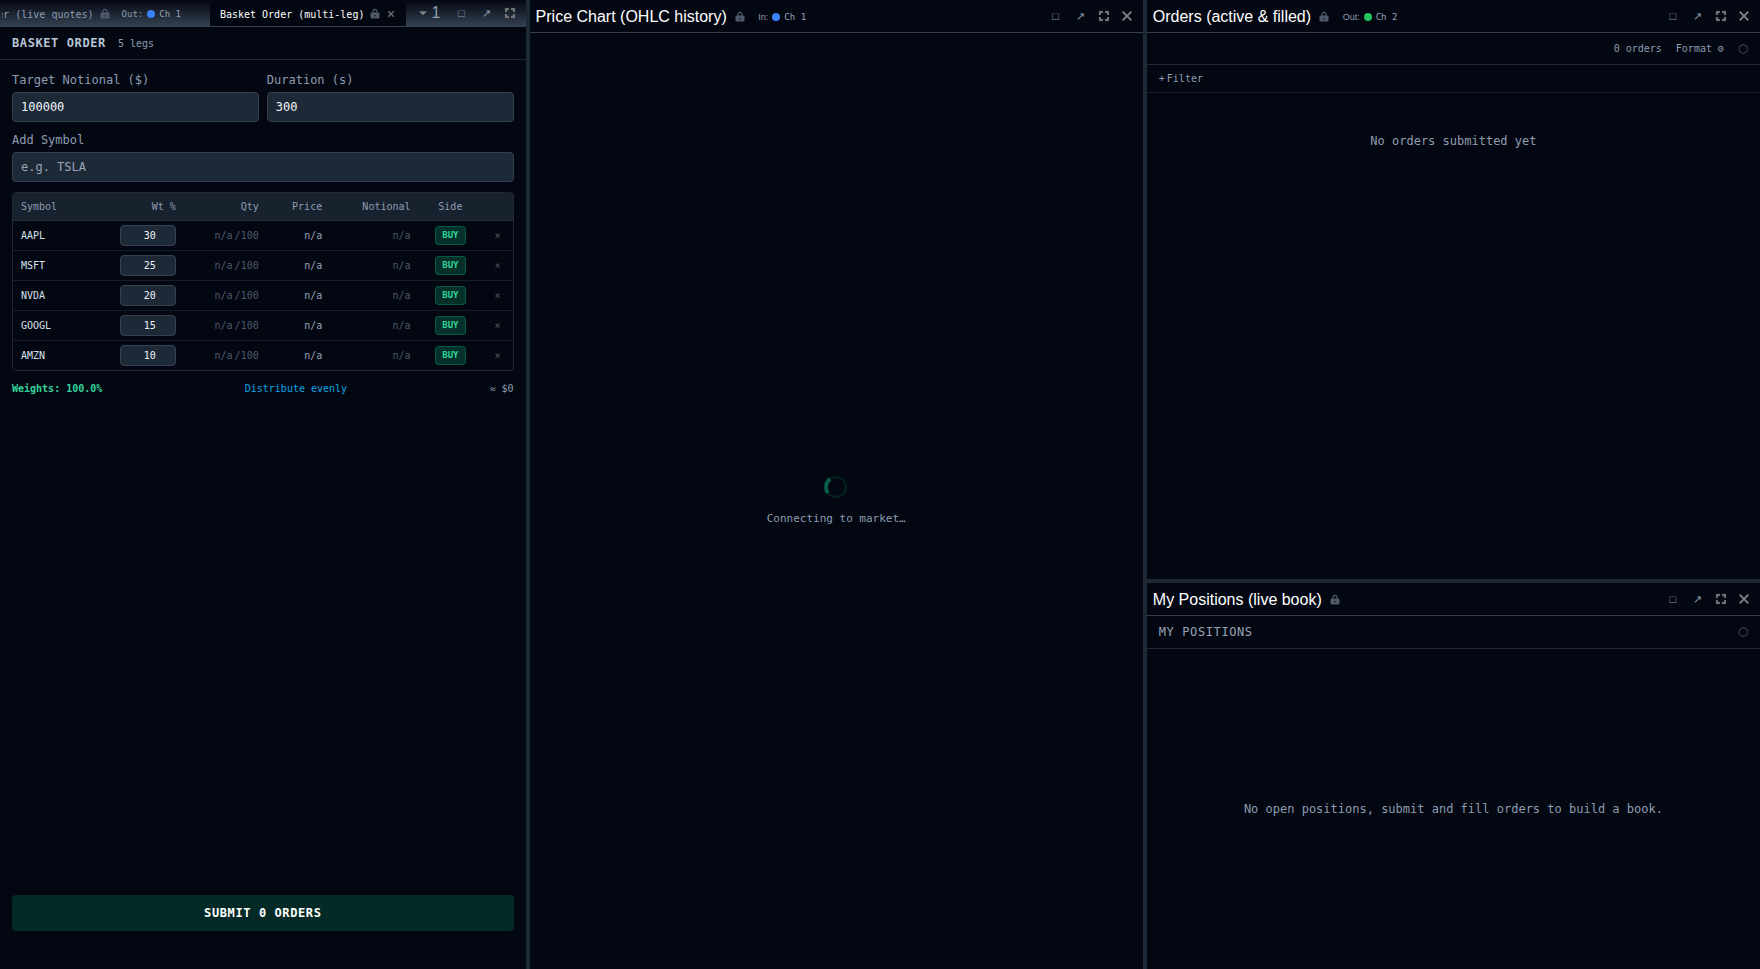 r (live quotes) Out: Ch 1 Basket Order (multi-leg) × 1
BASKET ORDER 5 legs
Target Notional ($) Duration (s)
100000 300
Add Symbol
e.g. TSLA
Symbol Wt % Qty Price Notional Side
AAPL 30 n/a/100 n/a n/a BUY ×
MSFT 25 n/a/100 n/a n/a BUY ×
NVDA 20 n/a/100 n/a n/a BUY ×
GOOGL 15 n/a/100 n/a n/a BUY ×
AMZN 10 n/a/100 n/a n/a BUY ×
Weights: 100.0% Distribute evenly ≈ $0
SUBMIT 0 ORDERS
Price Chart (OHLC history) In: Ch 1
Connecting to market…
Orders (active & filled) Out: Ch 2
0 orders Format
+Filter
No orders submitted yet
My Positions (live book)
MY POSITIONS
No open positions, submit and fill orders to build a book.